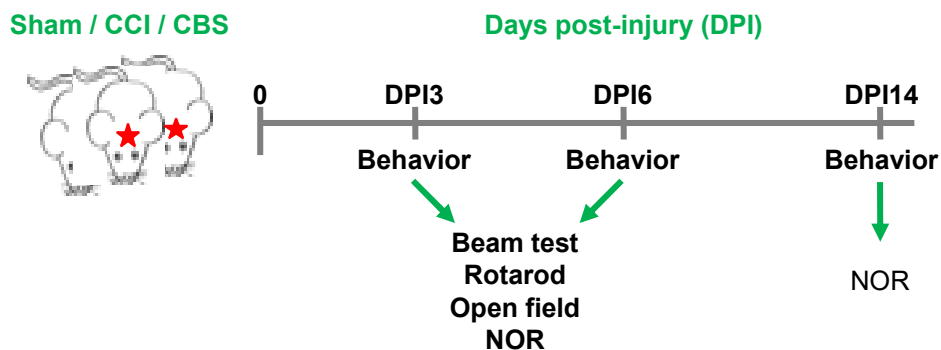 Sham / CCI / CBS
Days post-injury (DPI)
0 DPI3 DPI6 DPI14
Behavior Behavior Behavior
Beam test
Rotarod
Open field
NOR
NOR